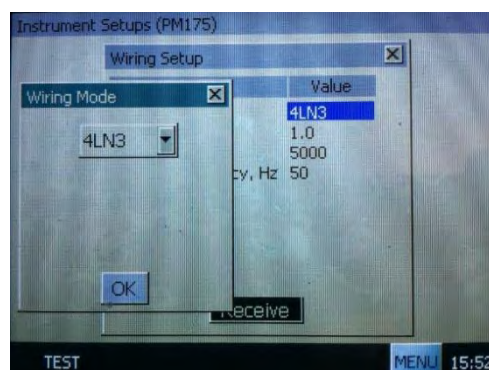 Instrument Setups (PM175)
Wiring Setup
Value
Wiring Mode
4LN3
4LN3
1.0
5000
cy, Hz 50
OK
Receive
TEST
MENU 15:52